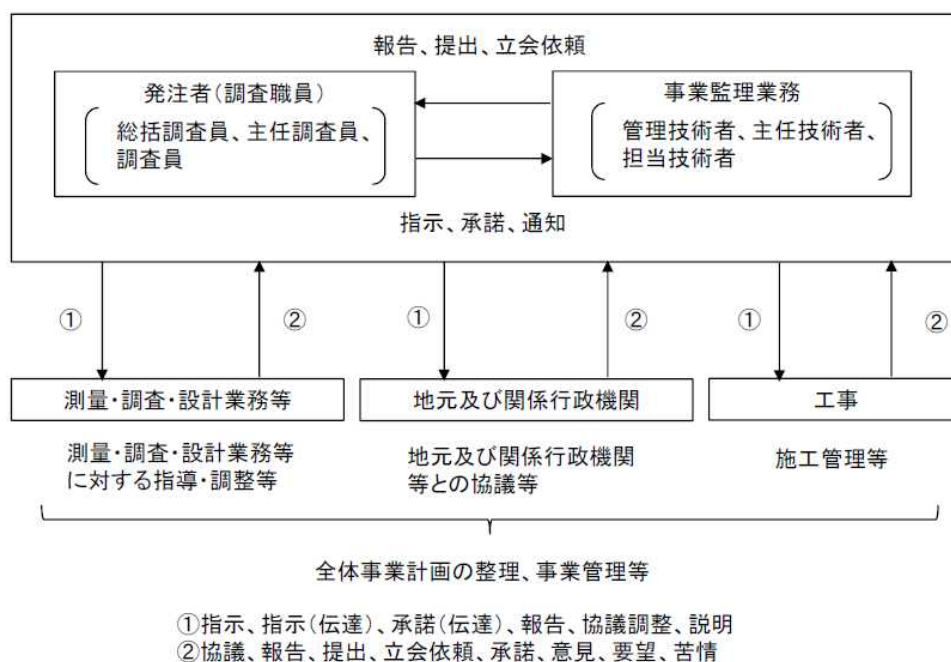 報告、提出、立会依頼
発注者(調査職員)
総括調査員、主任調査員、
調査員
事業監理業務
管理技術者、主任技術者、
担当技術者
指示、承諾、通知
①
②
①
②
①
②
測量・調査・設計業務等
地元及び関係行政機関
工事
測量・調査・設計業務等
に対する指導・調整等
地元及び関係行政機関
等との協議等
施工管理等
全体事業計画の整理、事業管理等
①指示、指示(伝達)、承諾(伝達)、報告、協議調整、説明
②協議、報告、提出、立会依頼、承諾、意見、要望、苦情